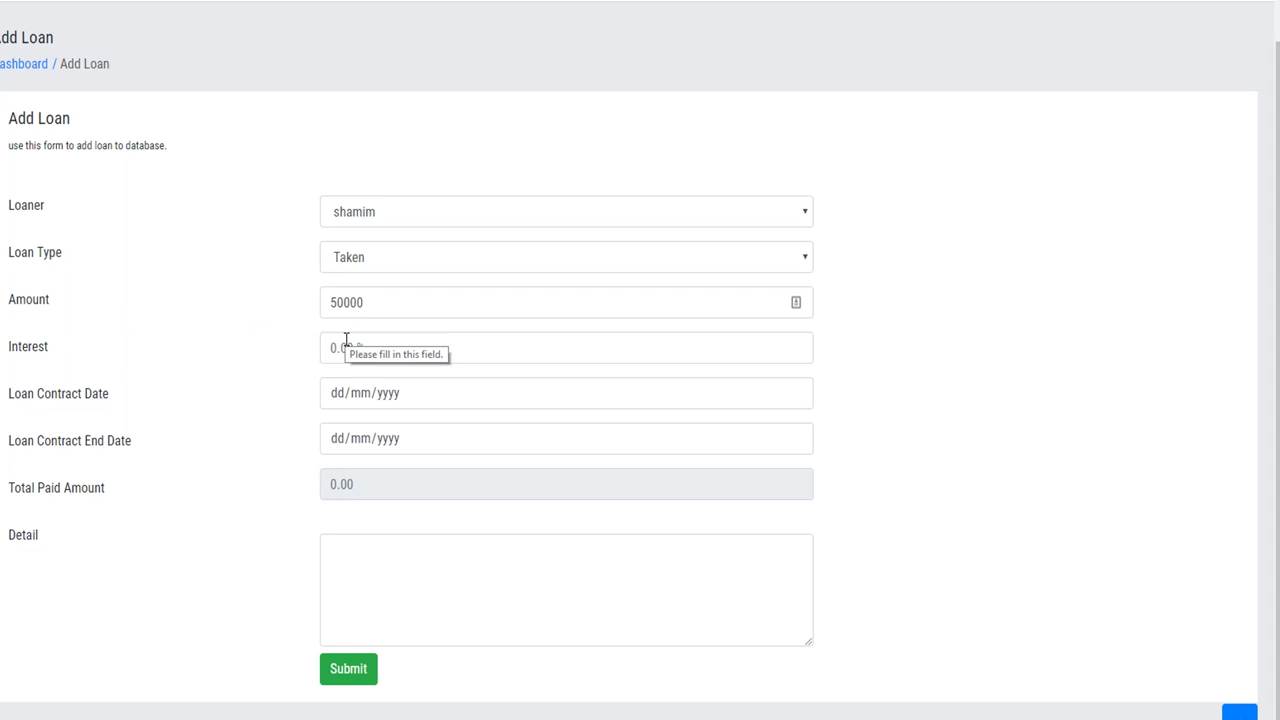 dd Loan
ashboard / Add Loan
Add Loan
use this form to add loan to database.
Loaner
shamim
Loan Type
Taken
Amount
50000
Interest
Please fill in this field.
Loan Contract Date
dd/mm/yyyy
Loan Contract End Date
dd/mm/yyyy
Total Paid Amount
0.00
Detail
Submit